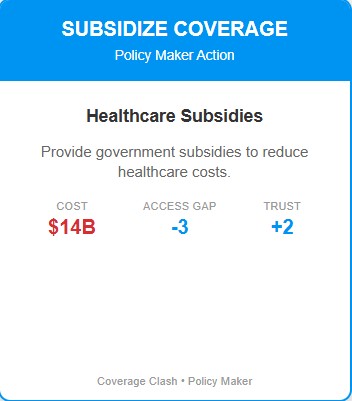 SUBSIDIZE COVERAGE
Policy Maker Action
Healthcare Subsidies
Provide government subsidies to reduce
healthcare costs.
COST ACCESS GAP TRUST
$14B -3 +2
Coverage Clash • Policy Maker